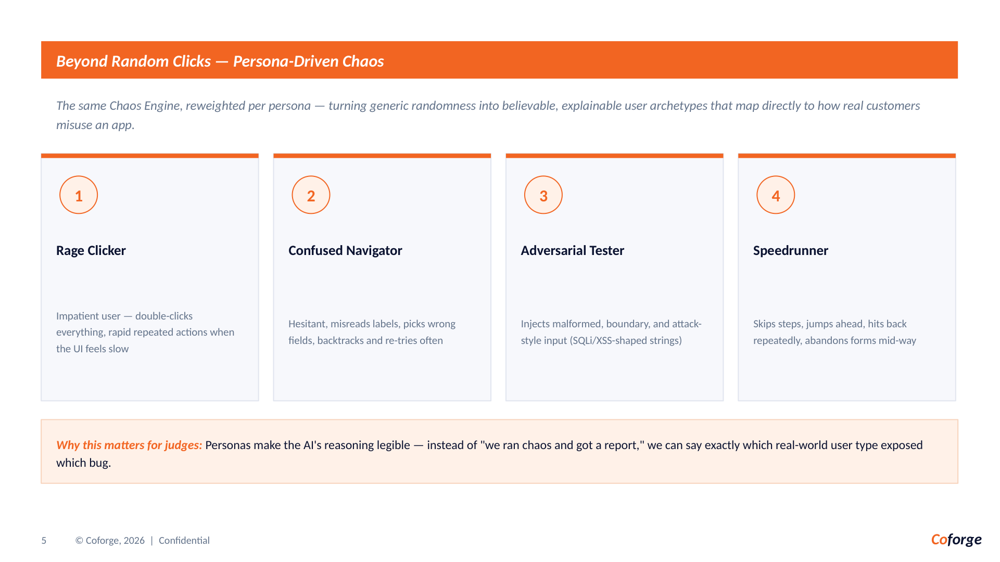 Beyond Random Clicks — Persona-Driven Chaos
The same Chaos Engine, reweighted per persona — turning generic randomness into believable, explainable user archetypes that map directly to how real customers
misuse an app.
1
Rage Clicker
Impatient user — double-clicks
everything, rapid repeated actions when
the UI feels slow
2
Confused Navigator
Hesitant, misreads labels, picks wrong
fields, backtracks and re-tries often
3
Adversarial Tester
Injects malformed, boundary, and attack-
style input (SQLi/XSS-shaped strings)
4
Speedrunner
Skips steps, jumps ahead, hits back
repeatedly, abandons forms mid-way
Why this matters for judges: Personas make the AI's reasoning legible — instead of "we ran chaos and got a report," we can say exactly which real-world user type exposed
which bug.
5 © Coforge, 2026 | Confidential
Coforge